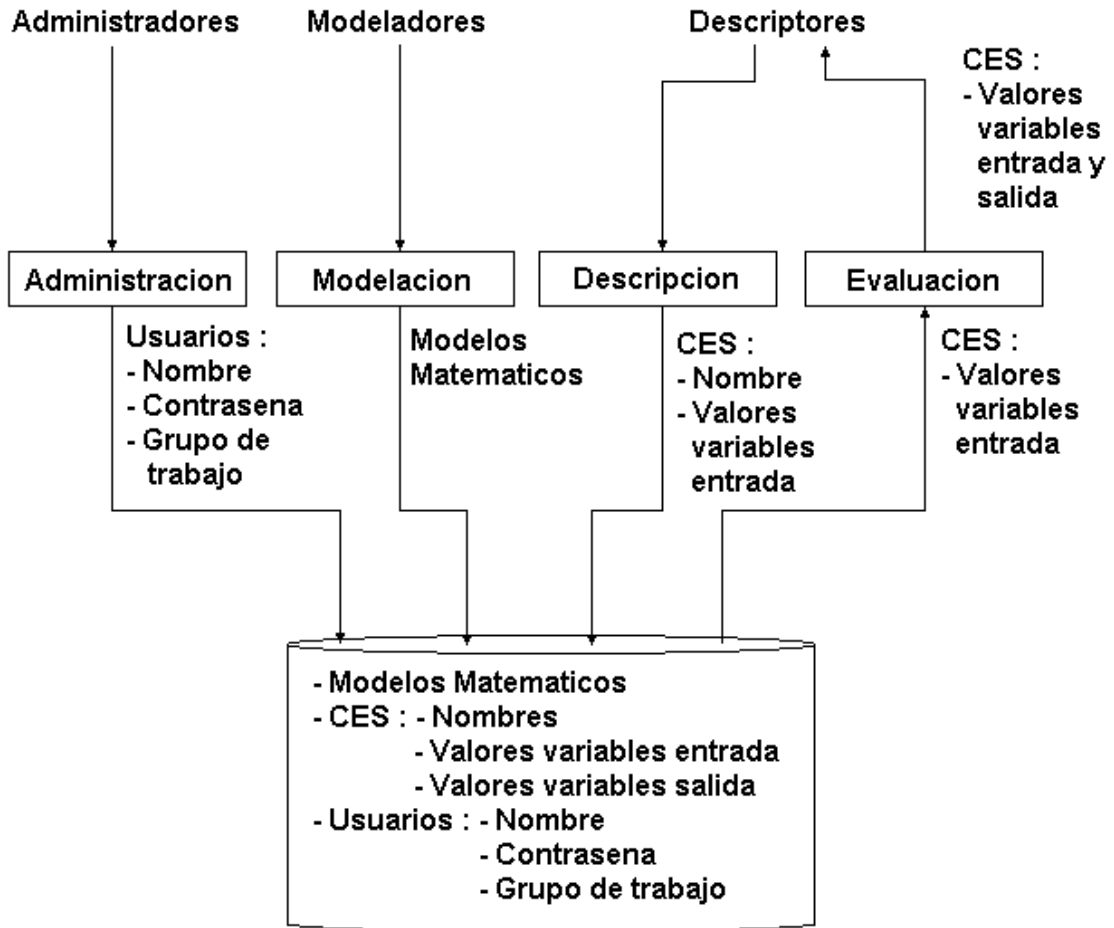 Administradores
Modeladores
Descriptores
CES :
- Valores
variables
entrada y
salida
Administracion
Modelacion
Descripcion
Evaluacion
Usuarios :
- Nombre
- Contrasena
- Grupo de
trabajo
Modelos
Matematicos
CES :
- Nombre
- Valores
variables
entrada
CES :
- Valores
variables
entrada
- Modelos Matematicos
- CES : - Nombres
- Valores variables entrada
- Valores variables salida
- Usuarios : - Nombre
- Contrasena
- Grupo de trabajo